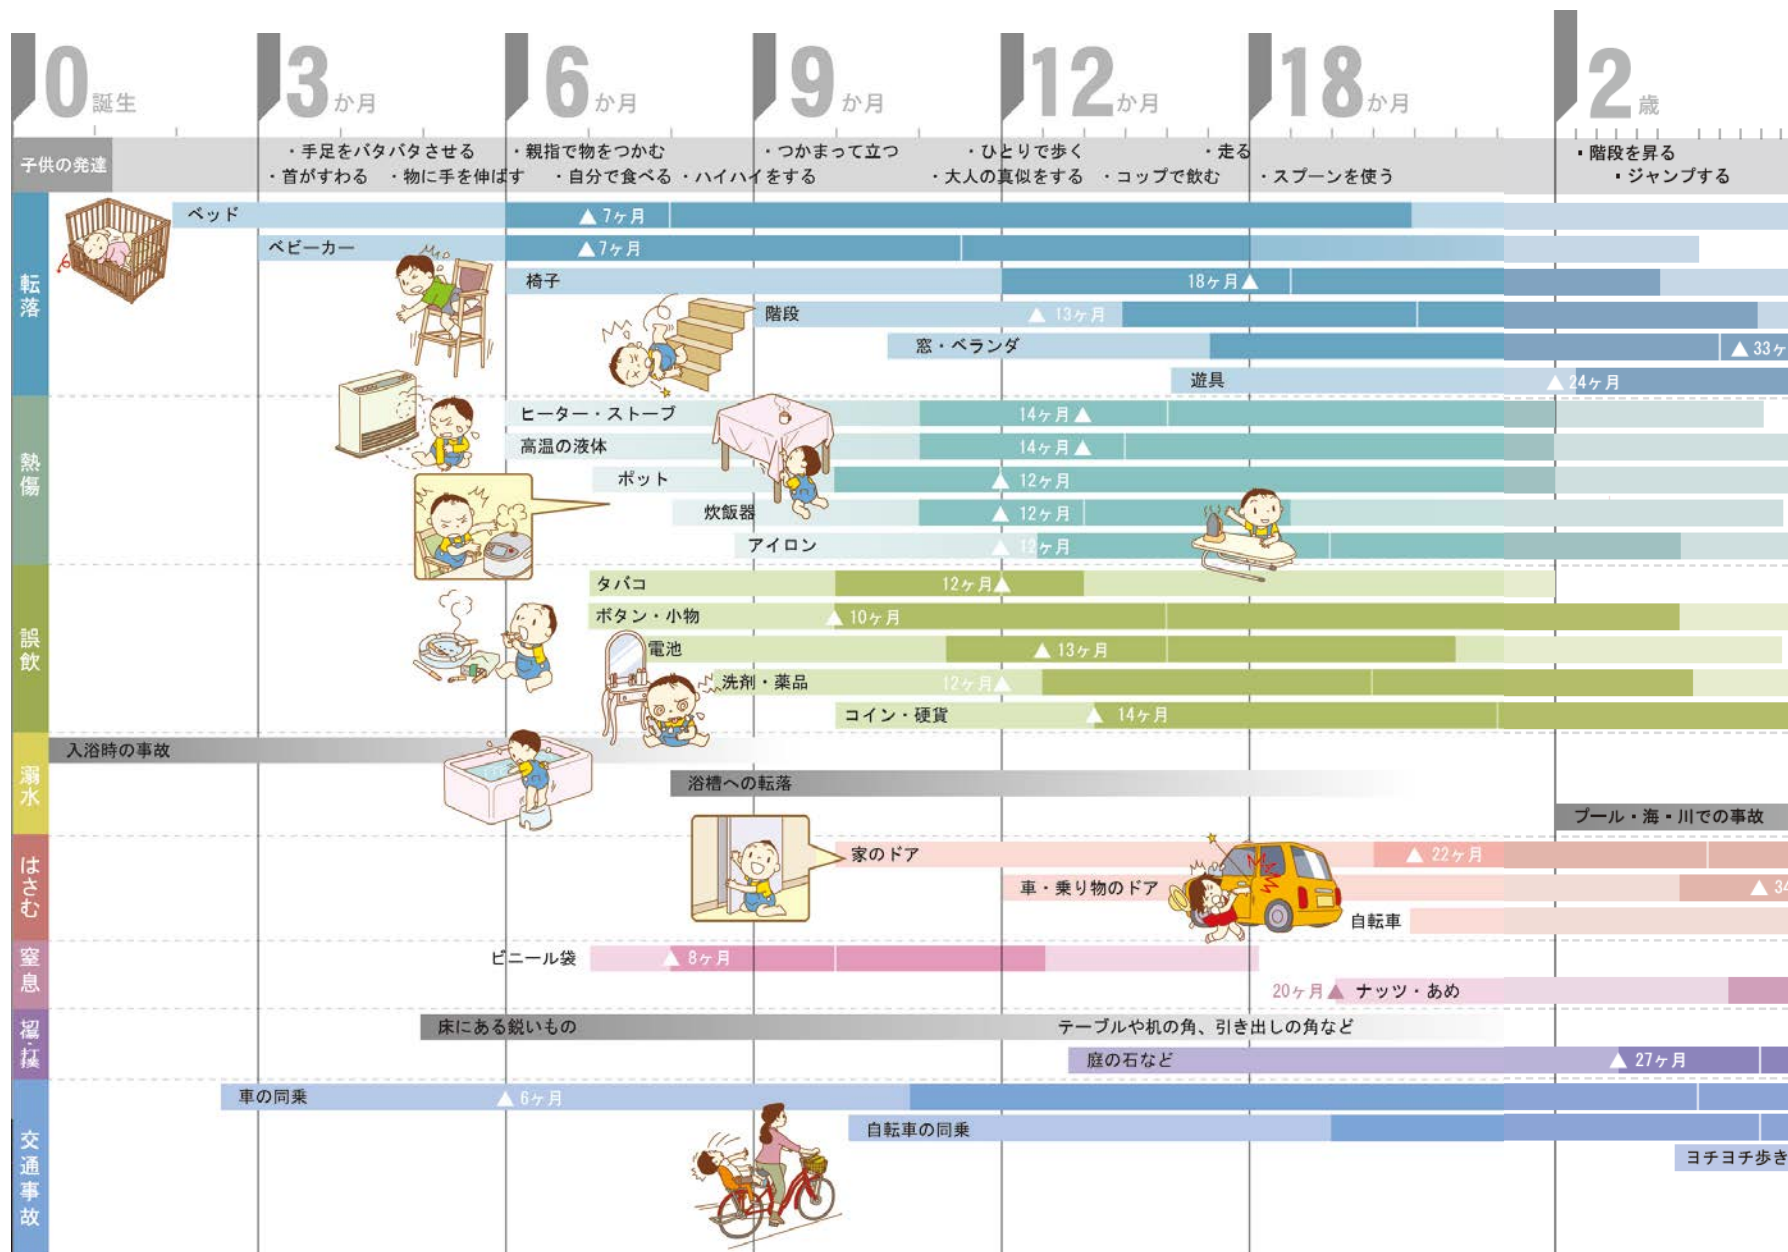 0 誕生
3 か月
6 か月
9 か月
12 か月
18 か月
2 歳
子供の発達
・手足をバタバタさせる
・首がすわる
・物に手を伸ばす
・親指で物をつかむ
・自分で食べる
・ハイハイをする
・つかまって立つ
・ひとりで歩く
・大人の真似をする
・コップで飲む
・走る
・スプーンを使う
・階段を昇る
・ジャンプする
転落
ベッド
▲ 7ヶ月
ベビーカー
▲ 7ヶ月
椅子
18ヶ月 ▲
階段
▲ 13ヶ月
窓・ベランダ
▲ 33ヶ
遊具
▲ 24ヶ月
熱傷
ヒーター・ストーブ
14ヶ月 ▲
高温の液体
14ヶ月 ▲
ポット
▲ 12ヶ月
炊飯器
▲ 12ヶ月
アイロン
▲ 12ヶ月
誤飲
タバコ
12ヶ月 ▲
ボタン・小物
▲ 10ヶ月
電池
▲ 13ヶ月
洗剤・薬品
12ヶ月 ▲
コイン・硬貨
▲ 14ヶ月
溺水
入浴時の事故
浴槽への転落
プール・海・川での事故
はさむ
家のドア
▲ 22ヶ月
車・乗り物のドア
▲ 34
自転車
窒息
ビニール袋
▲ 8ヶ月
20ヶ月 ▲ ナッツ・あめ
床にある鋭いもの
テーブルや机の角、引き出しの角など
庭の石など
▲ 27ヶ月
交通事故
車の同乗
▲ 6ヶ月
自転車の同乗
ヨチヨチ歩き